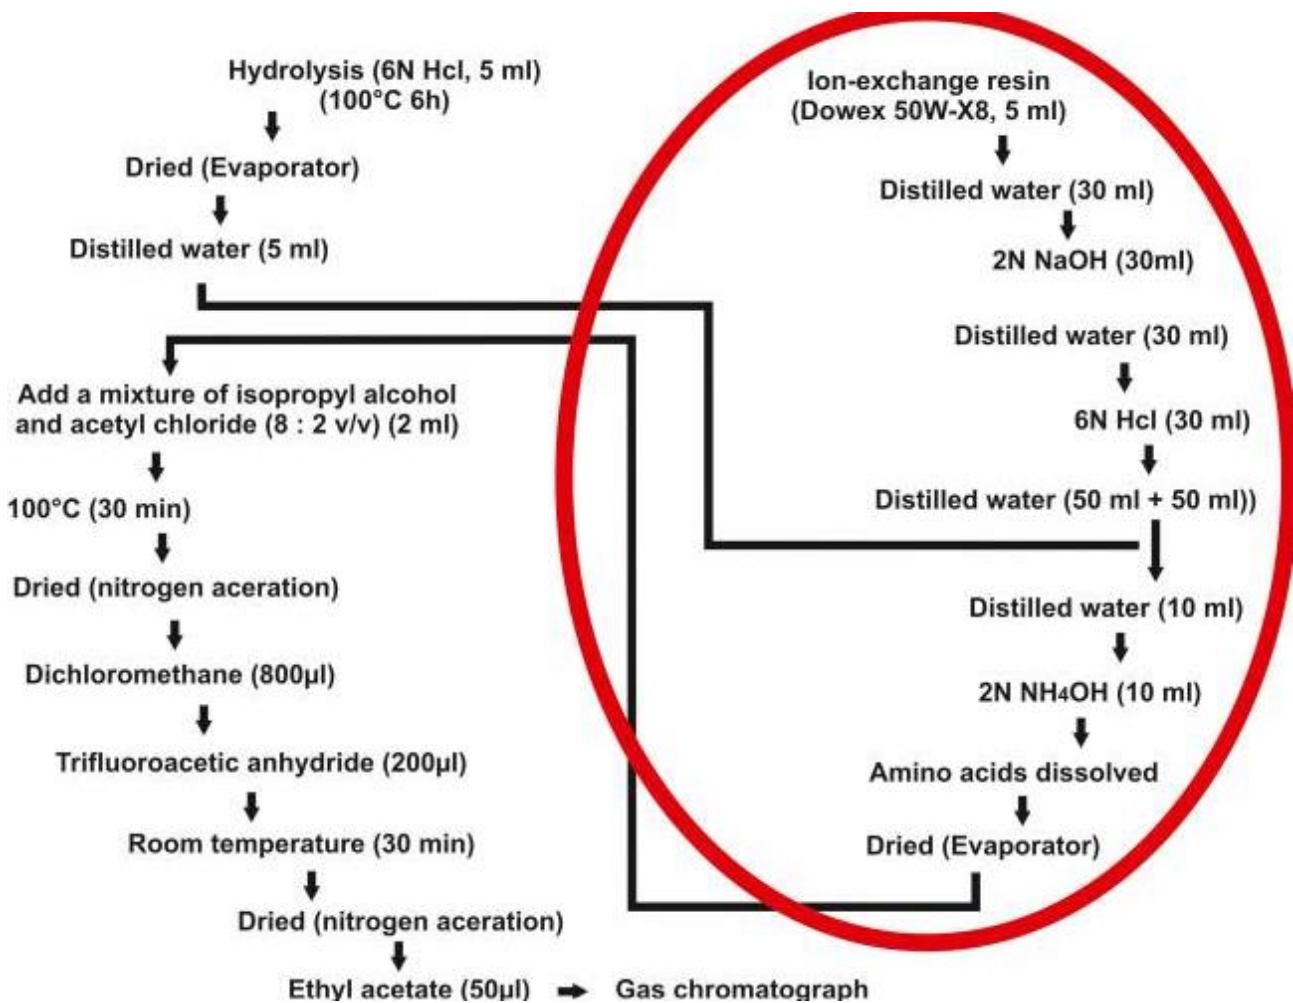 Hydrolysis (6N Hcl, 5 ml)
(100°C 6h)
Dried (Evaporator)
Distilled water (5 ml)
Add a mixture of isopropyl alcohol
and acetyl chloride (8 : 2 v/v) (2 ml)
100°C (30 min)
Dried (nitrogen aceration)
Dichloromethane (800µl)
Trifluoroacetic anhydride (200µl)
Room temperature (30 min)
Dried (nitrogen aceration)
Ethyl acetate (50µl)
Gas chromatograph
Ion-exchange resin
(Dowex 50W-X8, 5 ml)
Distilled water (30 ml)
2N NaOH (30ml)
Distilled water (30 ml)
6N Hcl (30 ml)
Distilled water (50 ml + 50 ml))
Distilled water (10 ml)
2N NH4OH (10 ml)
Amino acids dissolved
Dried (Evaporator)